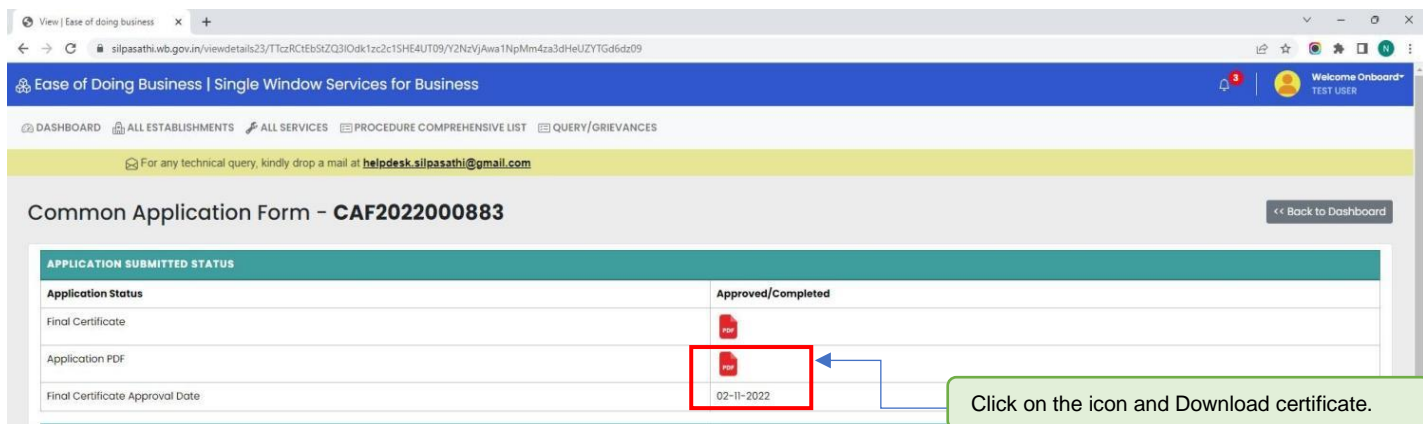 View | Ease of doing business
silpasathi.wb.gov.in/viewdetails23/TTczRCtEbStZQ3lOdk1zc2c1SHE4UT09/Y2NzVjAwa1NpMm4za3dHeUZYTGd6dz09
Ease of Doing Business | Single Window Services for Business
3
Welcome Onboard
TEST USER
DASHBOARD ALL ESTABLISHMENTS ALL SERVICES PROCEDURE COMPREHENSIVE LIST QUERY/GRIEVANCES
For any technical query, kindly drop a mail at helpdesk.silpasathi@gmail.com
Common Application Form - CAF2022000883
<< Back to Dashboard
APPLICATION SUBMITTED STATUS
Application Status Approved/Completed
Final Certificate PDF
Application PDF PDF
Final Certificate Approval Date 02-11-2022
Click on the icon and Download certificate.
N